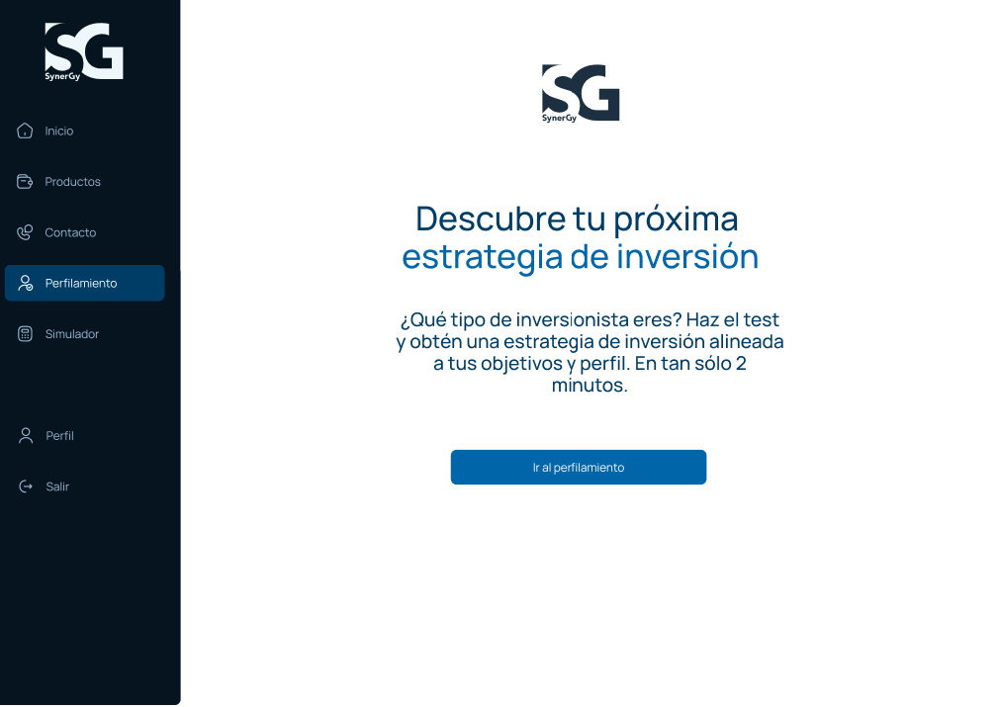 SG
SynerGy
Inicio
Productos
Contacto
Perfilamiento
Simulador
Perfil
Salir
SG
SynerGy
Descubre tu próxima
estrategia de inversión
¿Qué tipo de inversionista eres? Haz el test
y obtén una estrategia de inversión alineada
a tus objetivos y perfil. En tan sólo 2
minutos.
Ir al perfilamiento